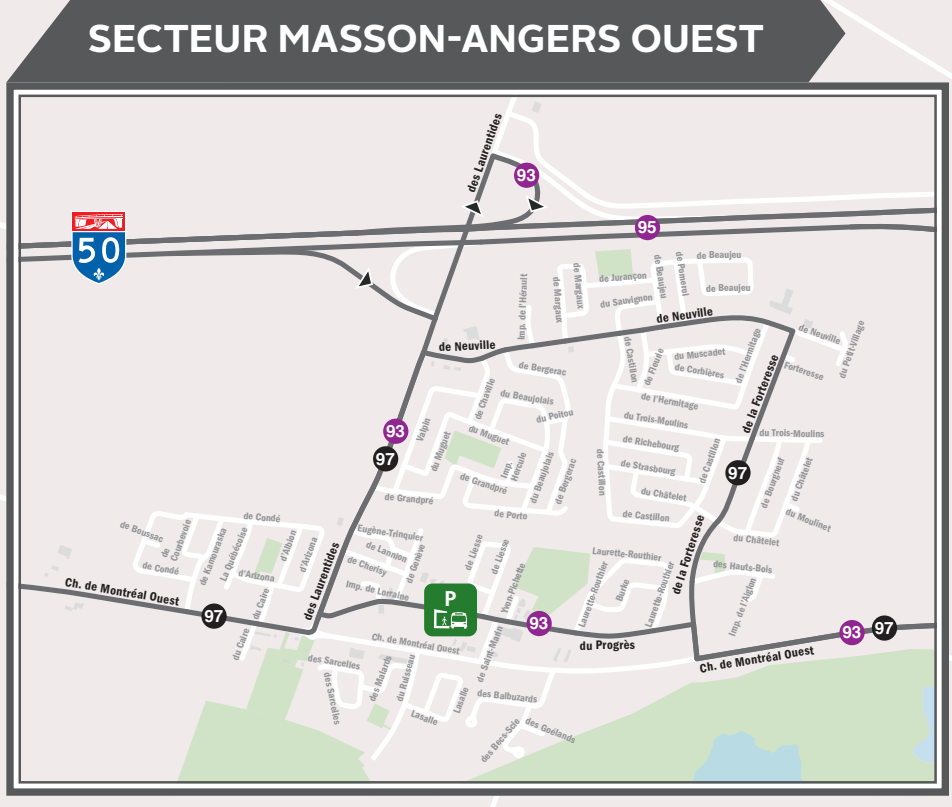 SECTEUR MASSON-ANGERS OUEST
des Laurentides
93
95
50
de Beaujeu
de Beaujeu
de Pomerol
de Beaujeu
de Jurançon
de Margaux
de Margaux
du Sauvignon
Imp. de l'Hérault
de Neuville
de Neuville
de Neuville
du Petit-Village
Forteresse
de l'Hermitage
de la Forteresse
de Castillon
de Fleurie
du Muscadet
de Corbières
de l'Hermitage
de Bergerac
de Chaville
du Beaujolais
du Poitou
93
97
Valpin
du Muguet
du Muguet
Imp.
Hercule
du Beaujolais
de Bergerac
de Grandpré
de Grandpré
de Porto
du Trois-Moulins
du Trois-Moulins
de Richebourg
de Strasbourg
de Castillon
de Castillon
du Châtelet
de Castillon
97
de Bourgneuf
du Châtelet
du Moulinet
du Châtelet
de Condé
de Boussac
de Courbevoie
de Kamouraska
La Québécoise
d'Albion
d'Arizona
de Condé
d'Arizona
du Caire
du Caire
des Laurentides
Eugène-Trinquier
de Lannion
de Cherisy
de Genève
Imp. de Lorraine
de Liesse
de Liesse
Yvon-Pichette
Laurette-Routhier
Laurette-Routhier
Burke
Laurette-Routhier
de la Forteresse
des Hauts-Bois
Imp. de l'Aiglon
Ch. de Montréal Ouest
97
P
93
du Progrès
93
97
Ch. de Montréal Ouest
Ch. de Montréal Ouest
des Sarcelles
des Sarcelles
des Malards
du Ruisseau
de Saint-Marin
Lasalle
Lasalle
des Balbuzards
des Becs-Scie
des Goélands